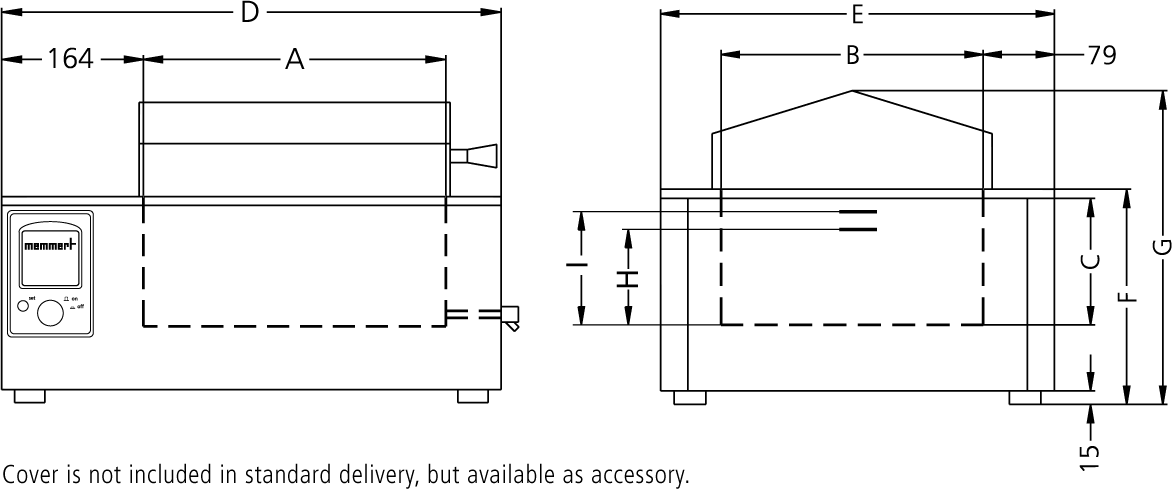 D
E
164
A
B
79
memmert
set
on
off
I
H
C
F
G
15
Cover is not included in standard delivery, but available as accessory.